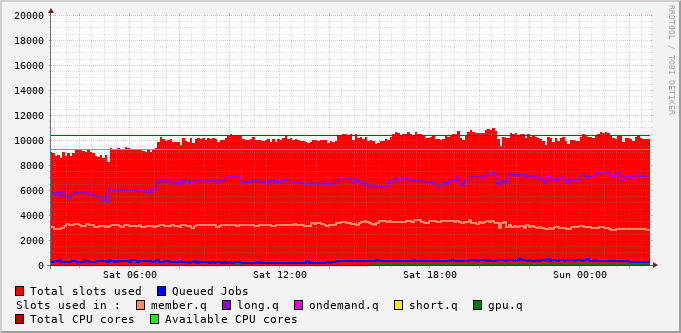 RRDTOOL / TOBI OETIKER
20000
18000
16000
14000
12000
10000
8000
6000
4000
2000
0
Sat 06:00 Sat 12:00 Sat 18:00 Sun 00:00
Total slots used Queued Jobs
Slots used in : member.q long.q ondemand.q short.q gpu.q
Total CPU cores Available CPU cores